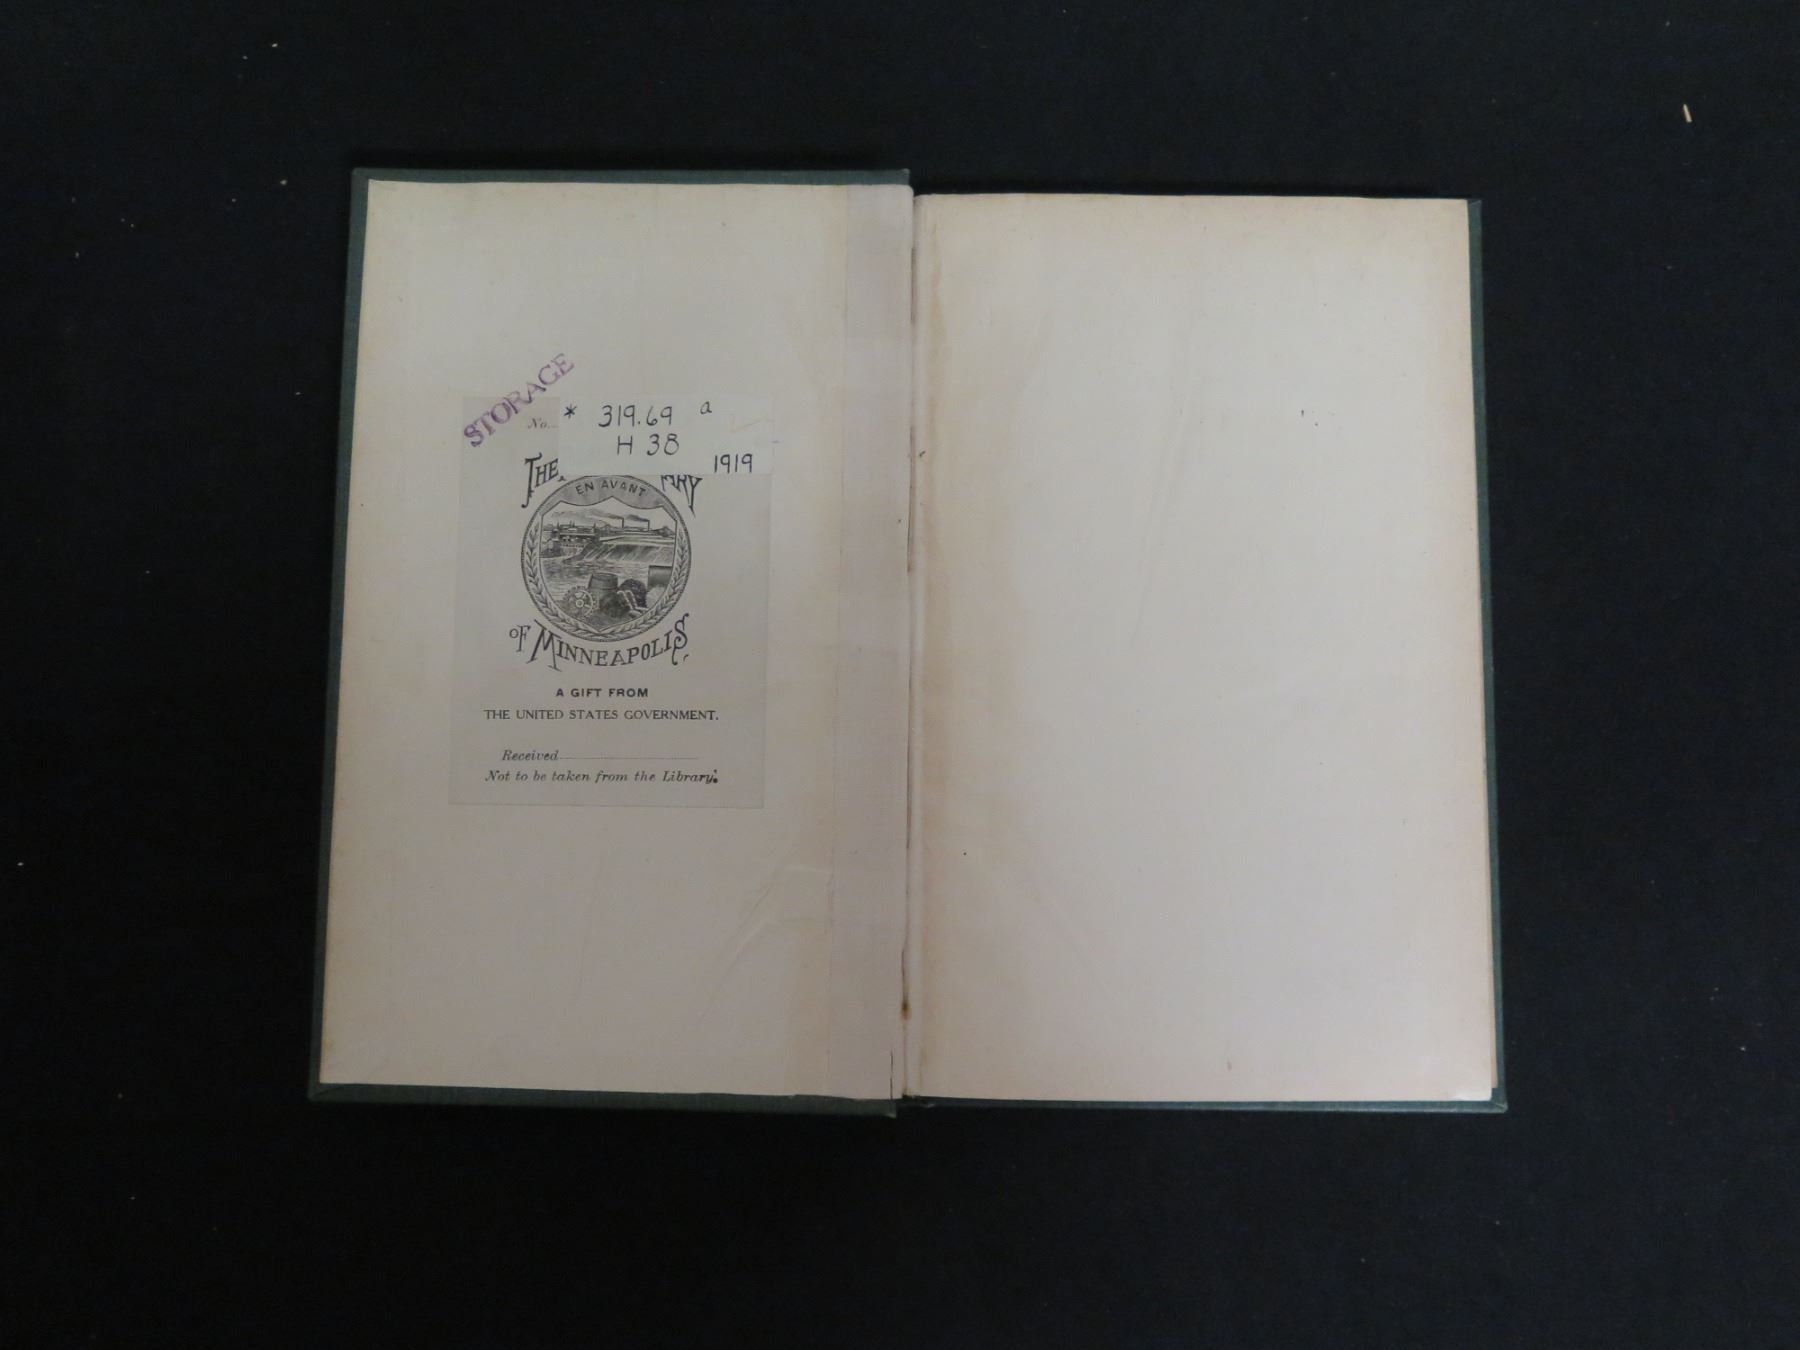 STORAGE
No. * 319.69 a
H 38
1919
THE
ARY
EN AVANT
OF MINNEAPOLIS
A GIFT FROM
THE UNITED STATES GOVERNMENT.
Received
Not to be taken from the Library.